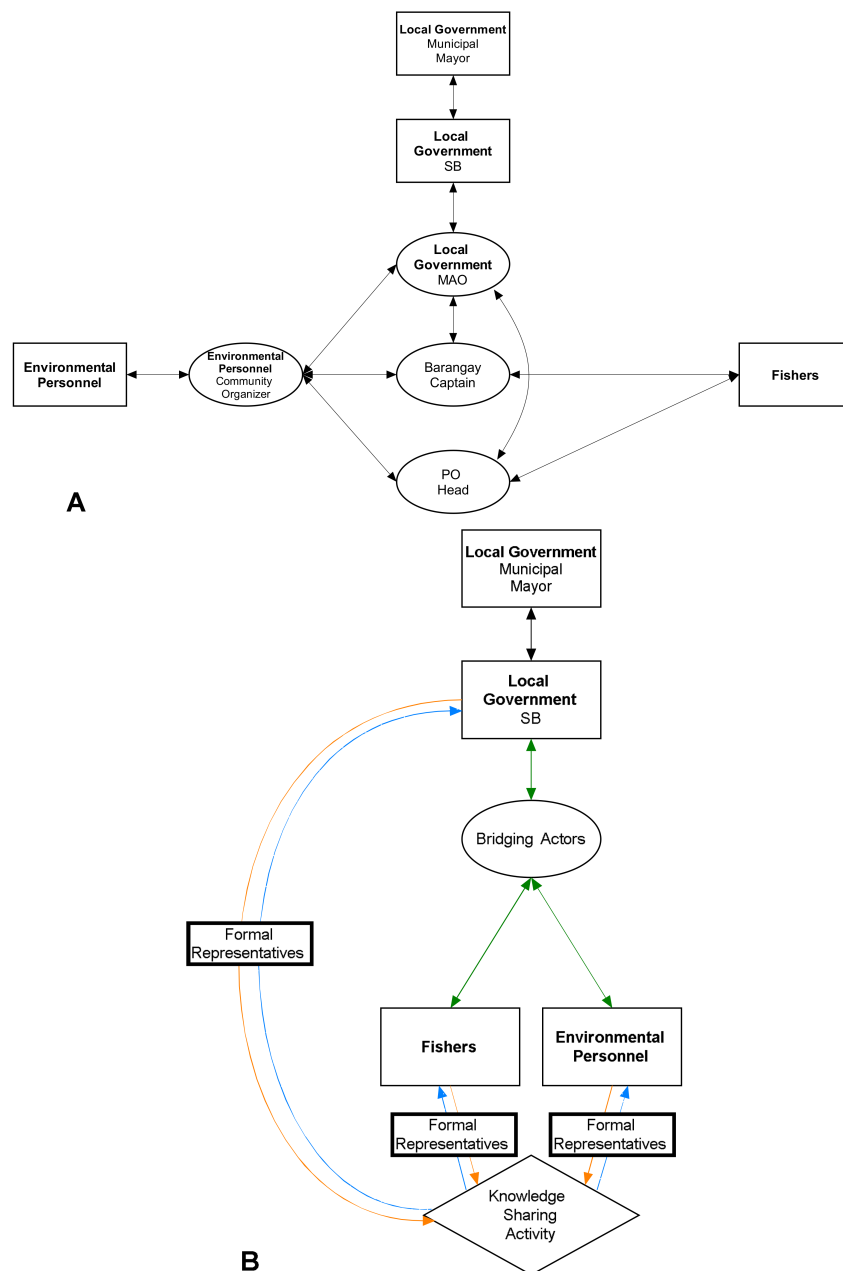 Local Government
Municipal
Mayor
Local
Government
SB
Local
Government
MAO
Environmental
Personnel
Environmental
Personnel
Community
Organizer
Barangay
Captain
Fishers
PO
Head
A
Local Government
Municipal
Mayor
Local
Government
SB
Bridging Actors
Formal
Representatives
Fishers
Environmental
Personnel
Formal
Representatives
Formal
Representatives
Knowledge
Sharing
Activity
B